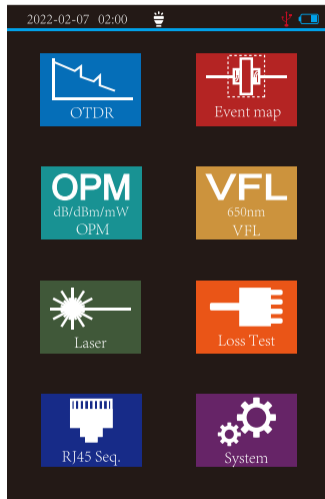 2022-02-07 02:00
OTDR
Event map
OPM
dB/dBm/mW
OPM
VFL
650nm
VFL
Laser
Loss Test
RJ45 Seq.
System